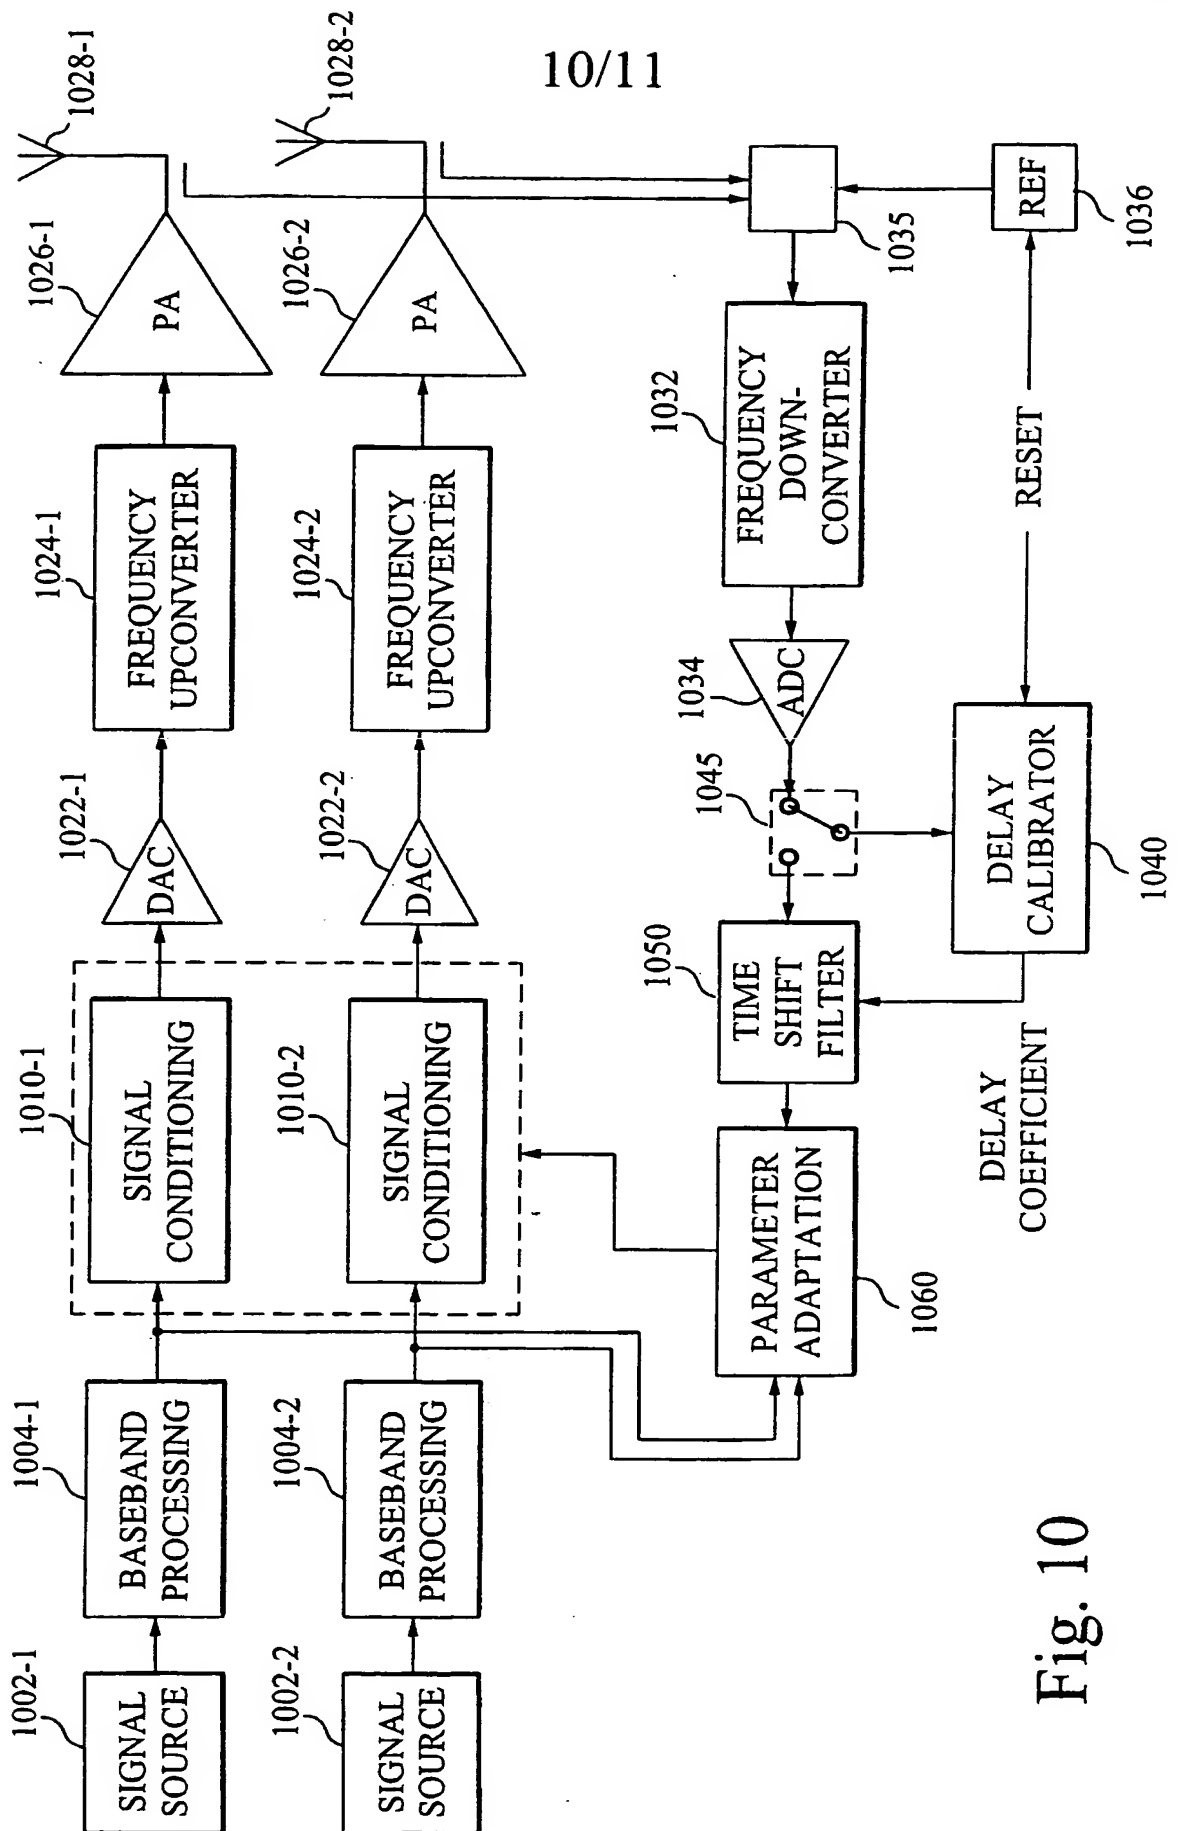 10/11
1002-1
SIGNAL
SOURCE
1004-1
BASEBAND
PROCESSING
1010-1
SIGNAL
CONDITIONING
1022-1
DAC
1024-1
FREQUENCY
UPCONVERTER
1026-1
PA
1028-1
1002-2
SIGNAL
SOURCE
1004-2
BASEBAND
PROCESSING
1010-2
SIGNAL
CONDITIONING
1022-2
DAC
1024-2
FREQUENCY
UPCONVERTER
1026-2
PA
1028-2
PARAMETER
ADAPTATION
1060
1050
TIME
SHIFT
FILTER
1045
1034
ADC
1032
FREQUENCY
DOWN-
CONVERTER
1035
DELAY
COEFFICIENT
DELAY
CALIBRATOR
1040
RESET
REF
1036
Fig. 10